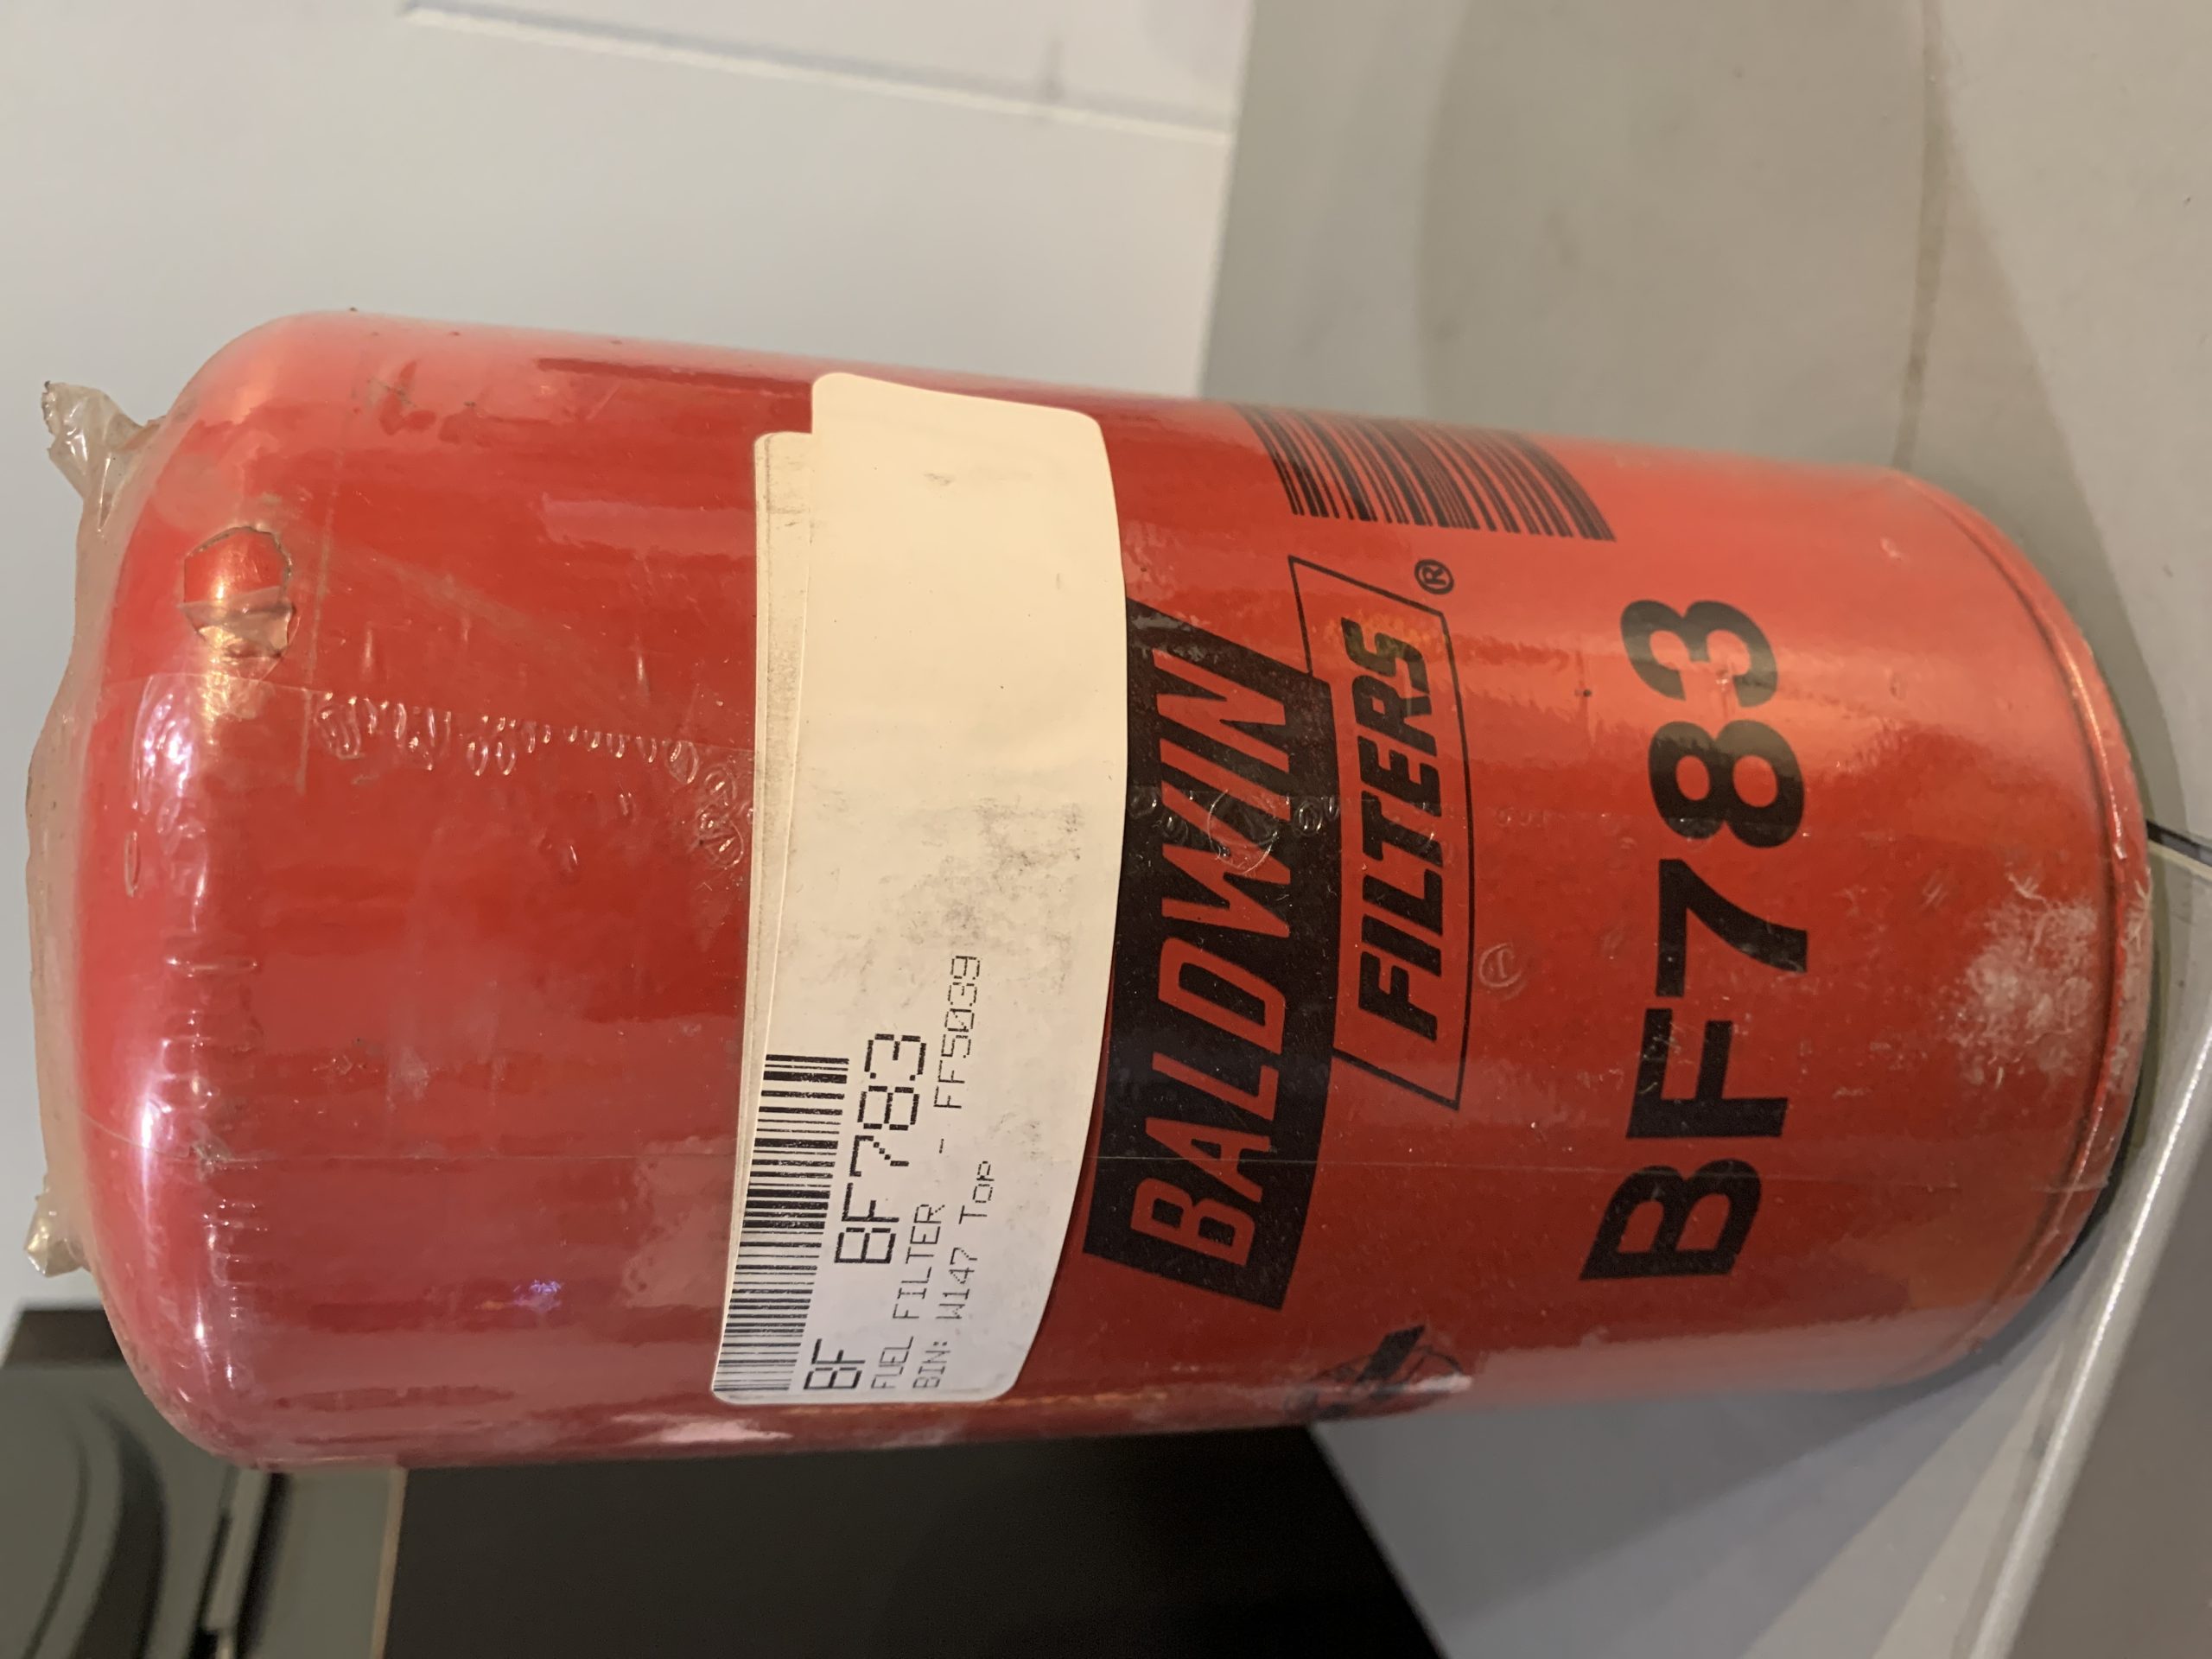 BF BF783
FUEL FILTER - FF5039
BIN: W147 Top
BALDWIN
FILTERS®
BF783